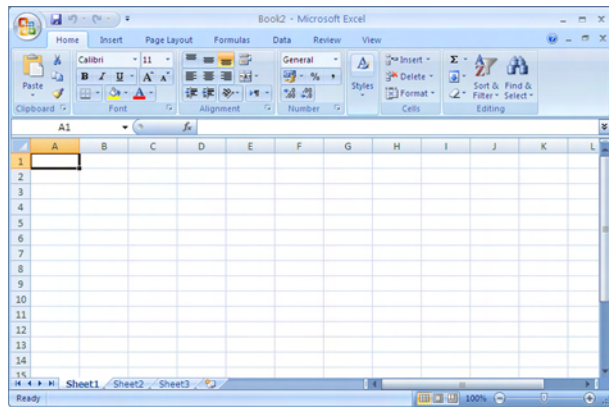 Book2 - Microsoft Excel
Home Insert Page Layout Formulas Data Review View
Calibri 11 General Insert Σ
B I U A A % , Delete
Paste A Styles Format Sort & Filter Find & Select
Clipboard Font Alignment Number Cells Editing
A1 fx
A B C D E F G H I J K L
1
2
3
4
5
6
7
8
9
10
11
12
13
14
15
Sheet1 Sheet2 Sheet3
Ready 100%